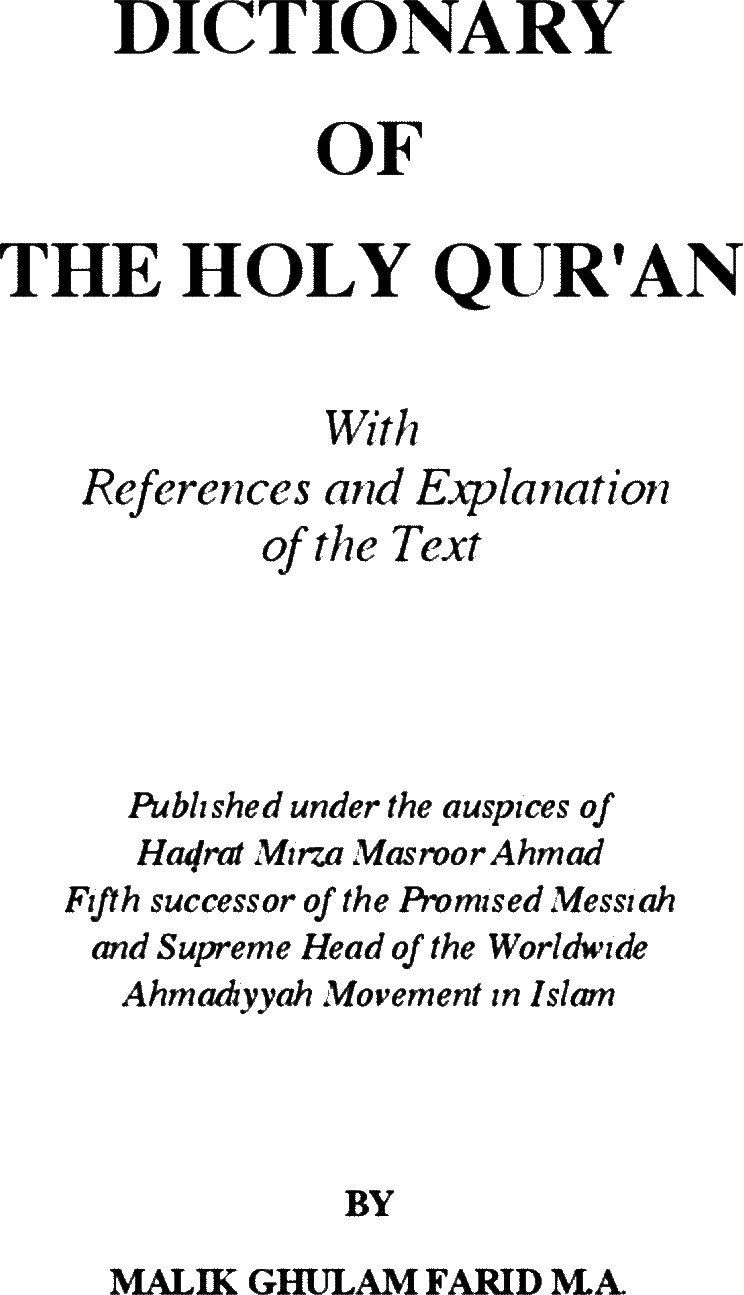 DICTIONARY
OF
THE HOLY QUR'AN
With
References and Explanation
of the Text
Published under the auspices of
Haḍrat Mirza Masroor Ahmad
Fifth successor of the Promised Messiah
and Supreme Head of the Worldwide
Ahmadiyyah Movement in Islam
BY
MALIK GHULAM FARID M.A.